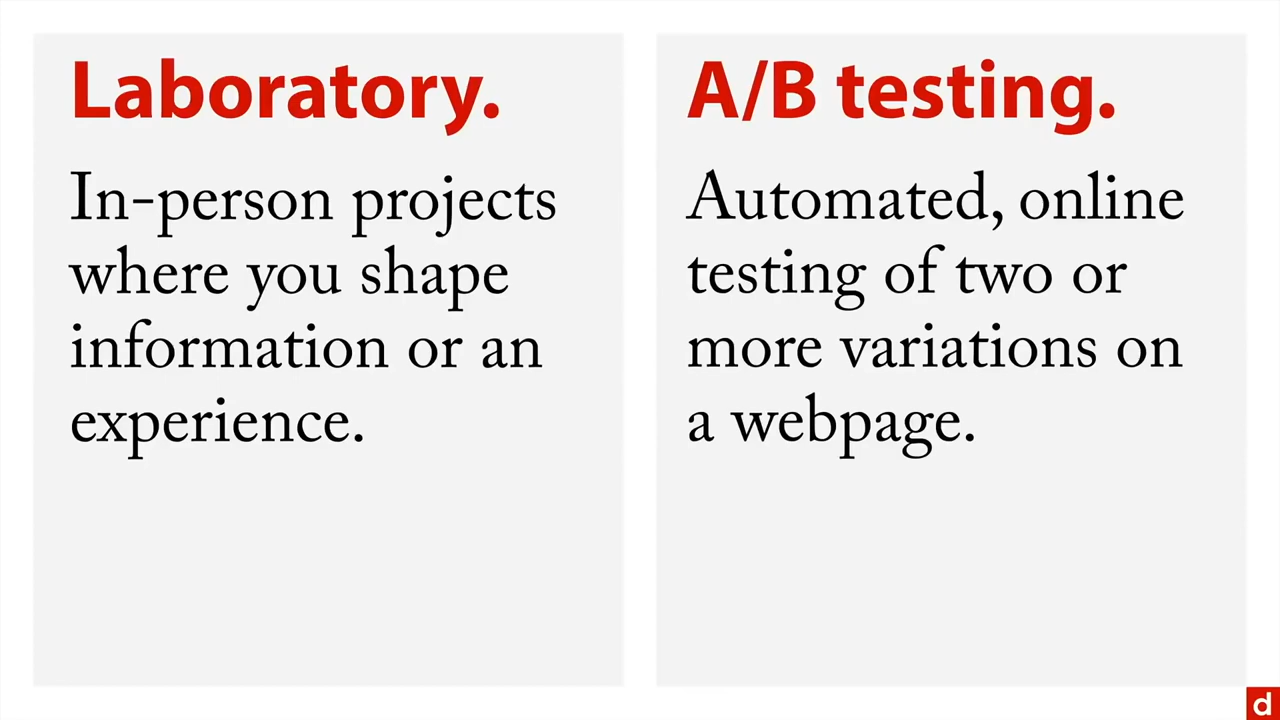 Laboratory.
In-person projects
where you shape
information or an
experience.
A/B testing.
Automated, online
testing of two or
more variations on
a webpage.
d